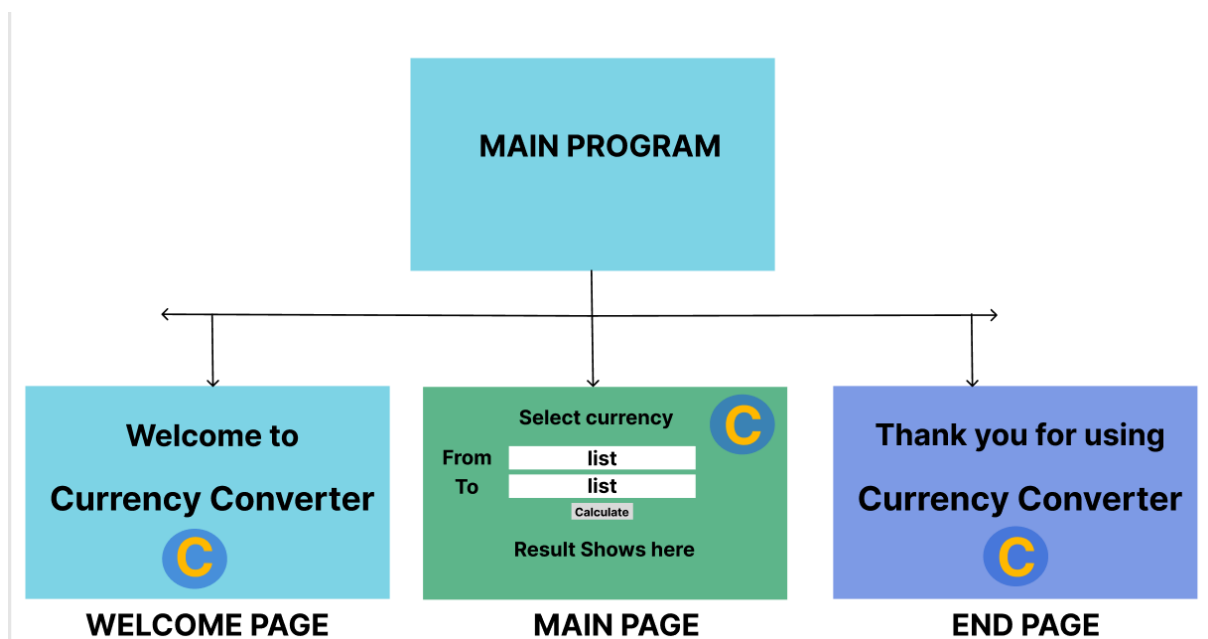 MAIN PROGRAM
Welcome to
Currency Converter
C
WELCOME PAGE
Select currency
C
From list
To list
Calculate
Result Shows here
MAIN PAGE
Thank you for using
Currency Converter
C
END PAGE